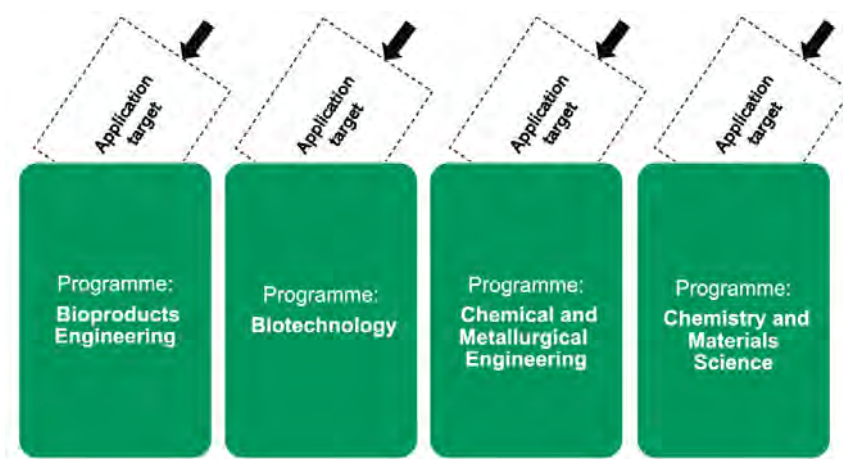 Application
target
Application
target
Application
target
Application
target
Programme:
Bioproducts
Engineering
Programme:
Biotechnology
Programme:
Chemical and
Metallurgical
Engineering
Programme:
Chemistry and
Materials
Science